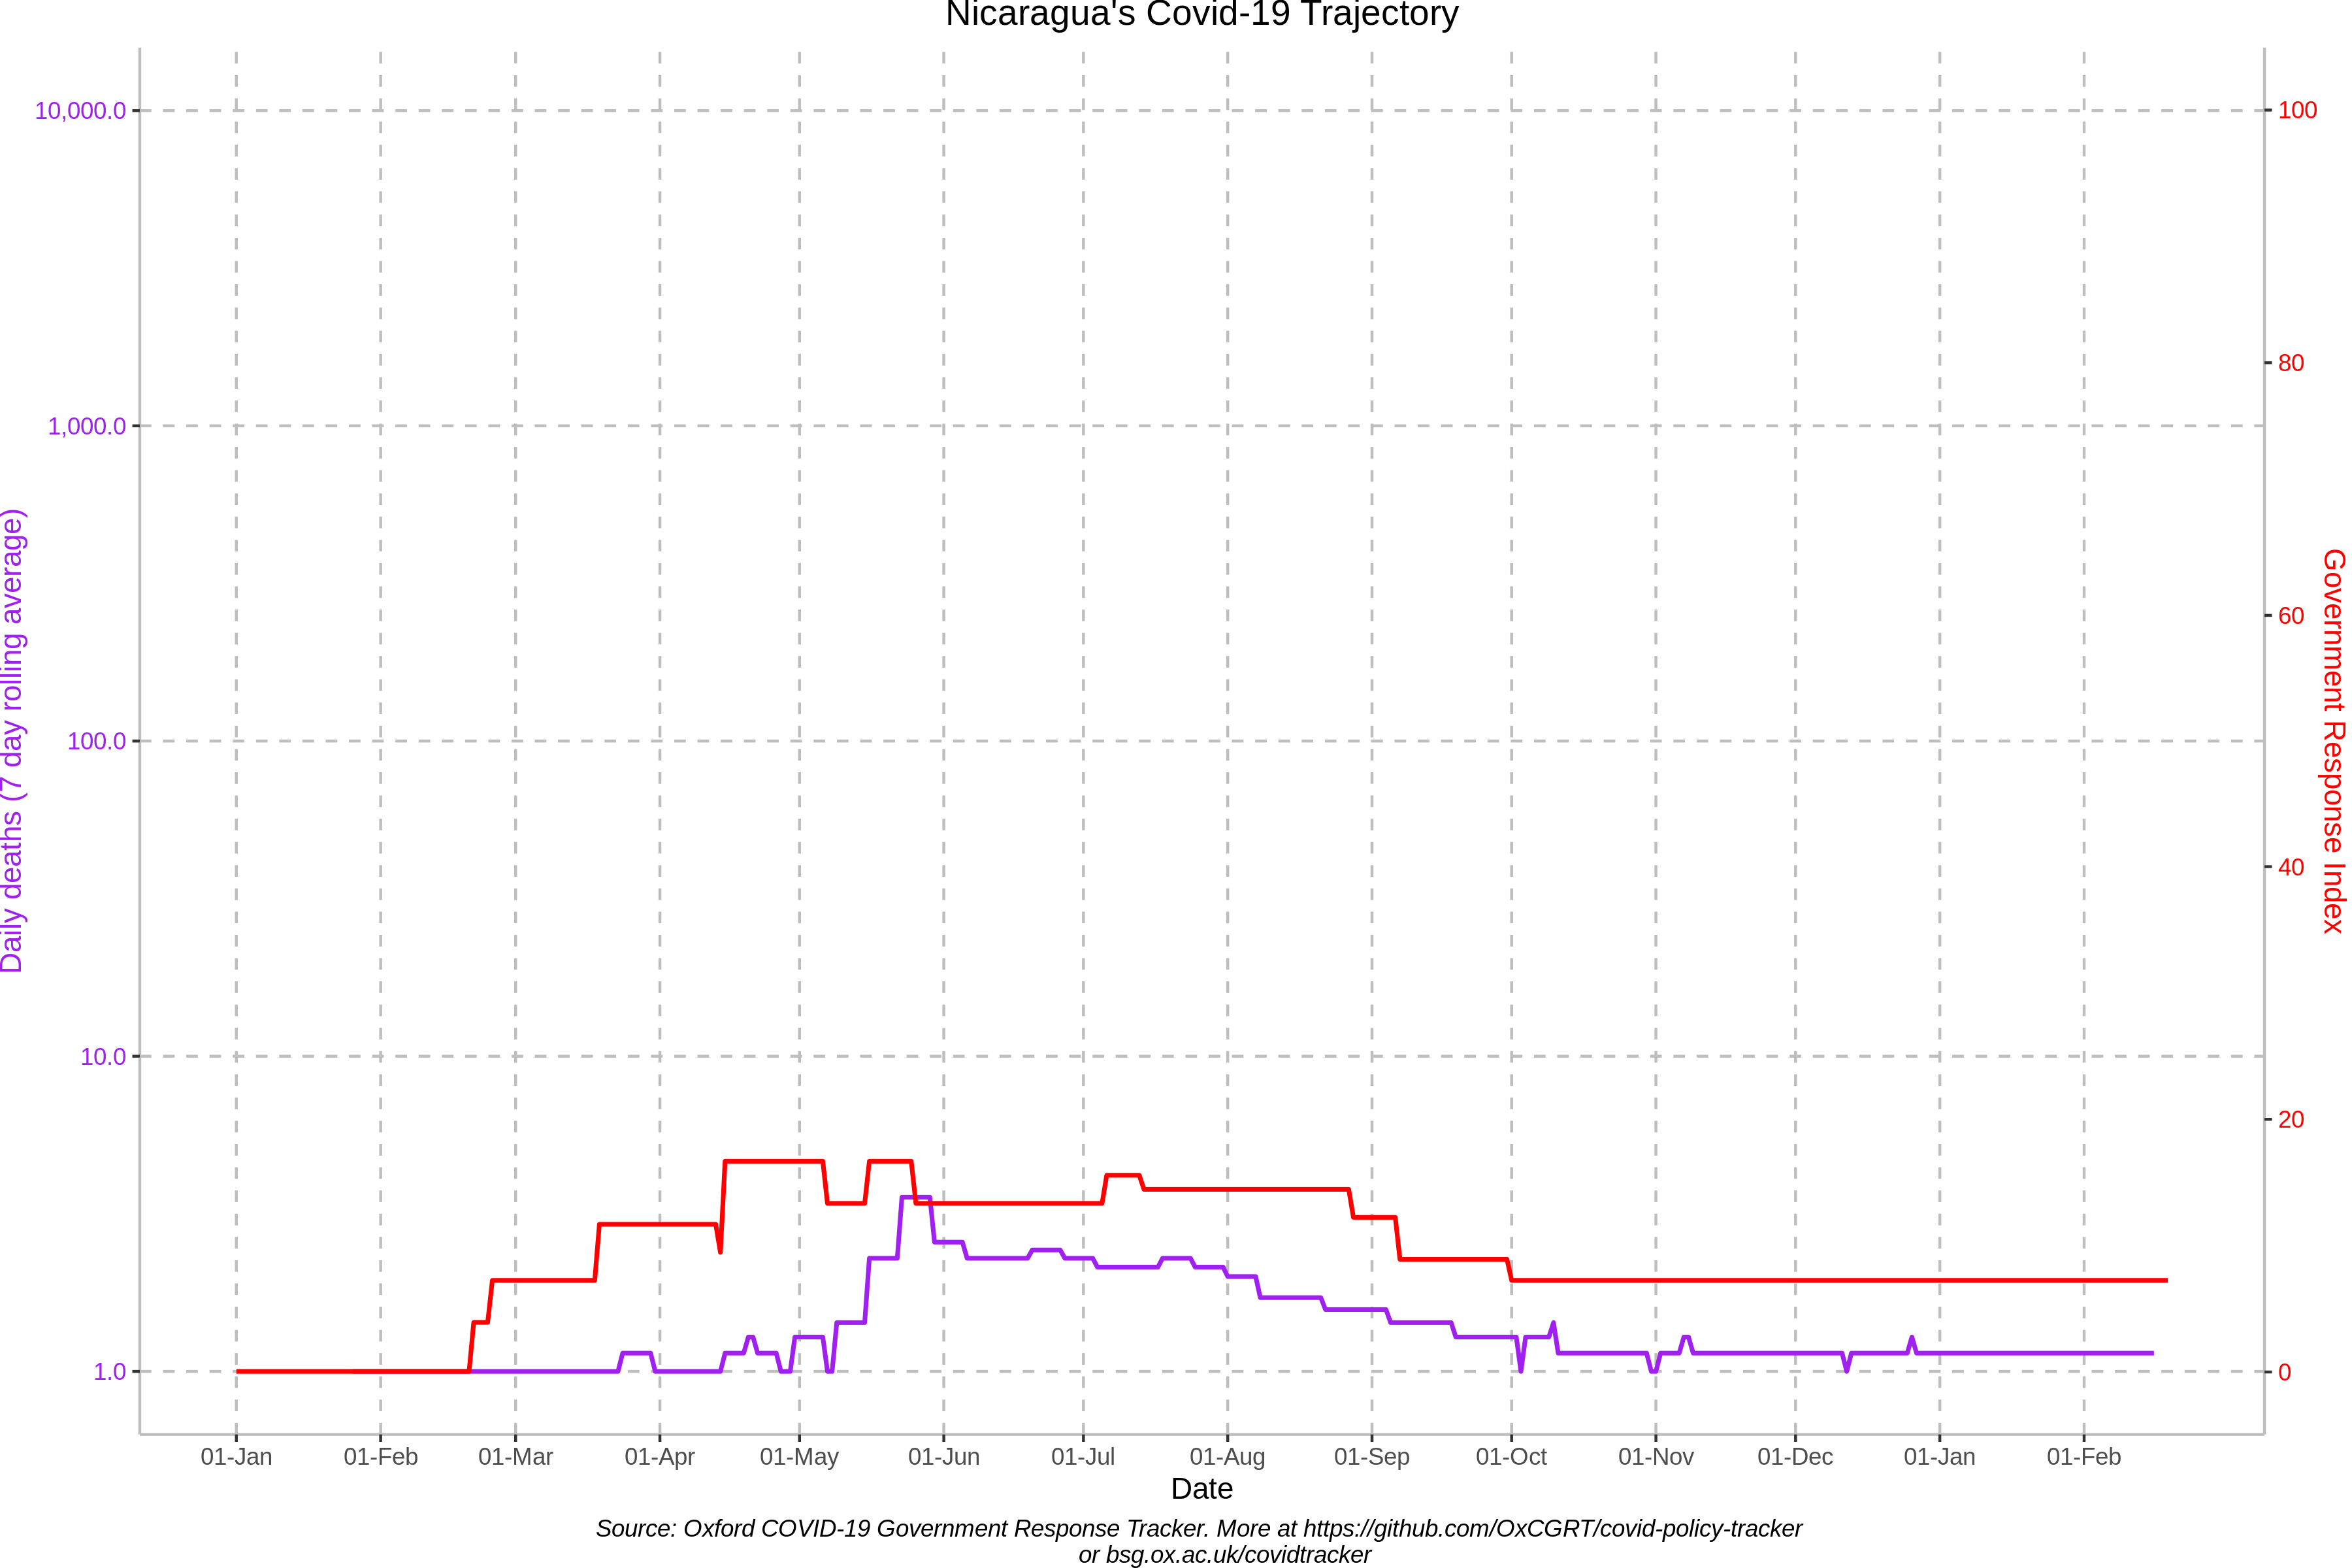 Nicaragua's Covid-19 Trajectory
Daily deaths (7 day rolling average)
10,000.0
1,000.0
100.0
10.0
1.0
100
80
60
40
20
0
Government Response Index
01-Jan 01-Feb 01-Mar 01-Apr 01-May 01-Jun 01-Jul 01-Aug 01-Sep 01-Oct 01-Nov 01-Dec 01-Jan 01-Feb
Date
Source: Oxford COVID-19 Government Response Tracker. More at https://github.com/OxCGRT/covid-policy-tracker
or bsg.ox.ac.uk/covidtracker